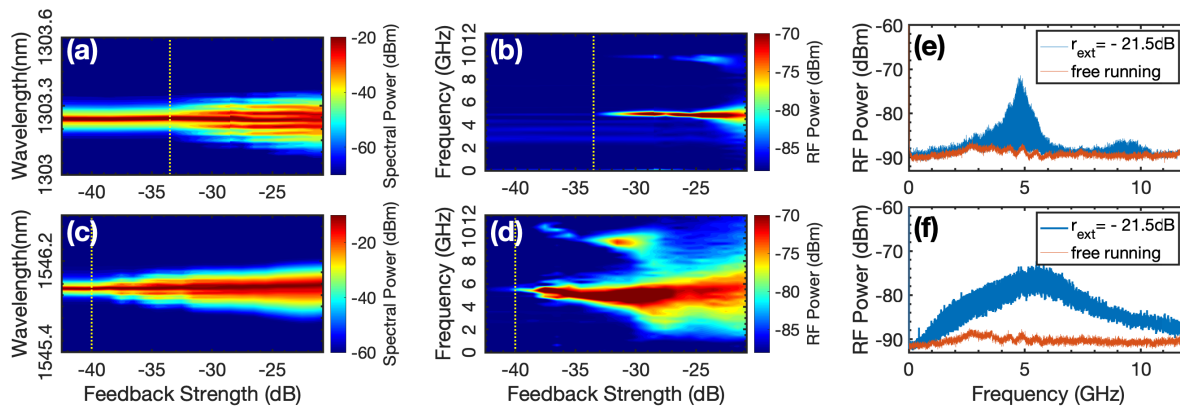 (a)
Wavelength(nm)
1303.6
1303.3
1303
-40
-35
-30
-25
-20
-40
-60
Spectral Power (dBm)
(b)
Frequency (GHz)
12
10
8
6
4
2
0
-40
-35
-30
-25
-70
-75
-80
-85
RF Power (dBm)
(e)
RF Power (dBm)
-60
-70
-80
-90
0
5
10
r_ext= - 21.5dB
free running
(c)
Wavelength(nm)
1546.2
1545.4
-40
-35
-30
-25
Feedback Strength (dB)
-20
-40
-60
Spectral Power (dBm)
(d)
Frequency (GHz)
12
10
8
6
4
2
0
-40
-35
-30
-25
Feedback Strength (dB)
-70
-75
-80
-85
RF Power (dBm)
(f)
RF Power (dBm)
-60
-70
-80
-90
0
5
10
Frequency (GHz)
r_ext= - 21.5dB
free running